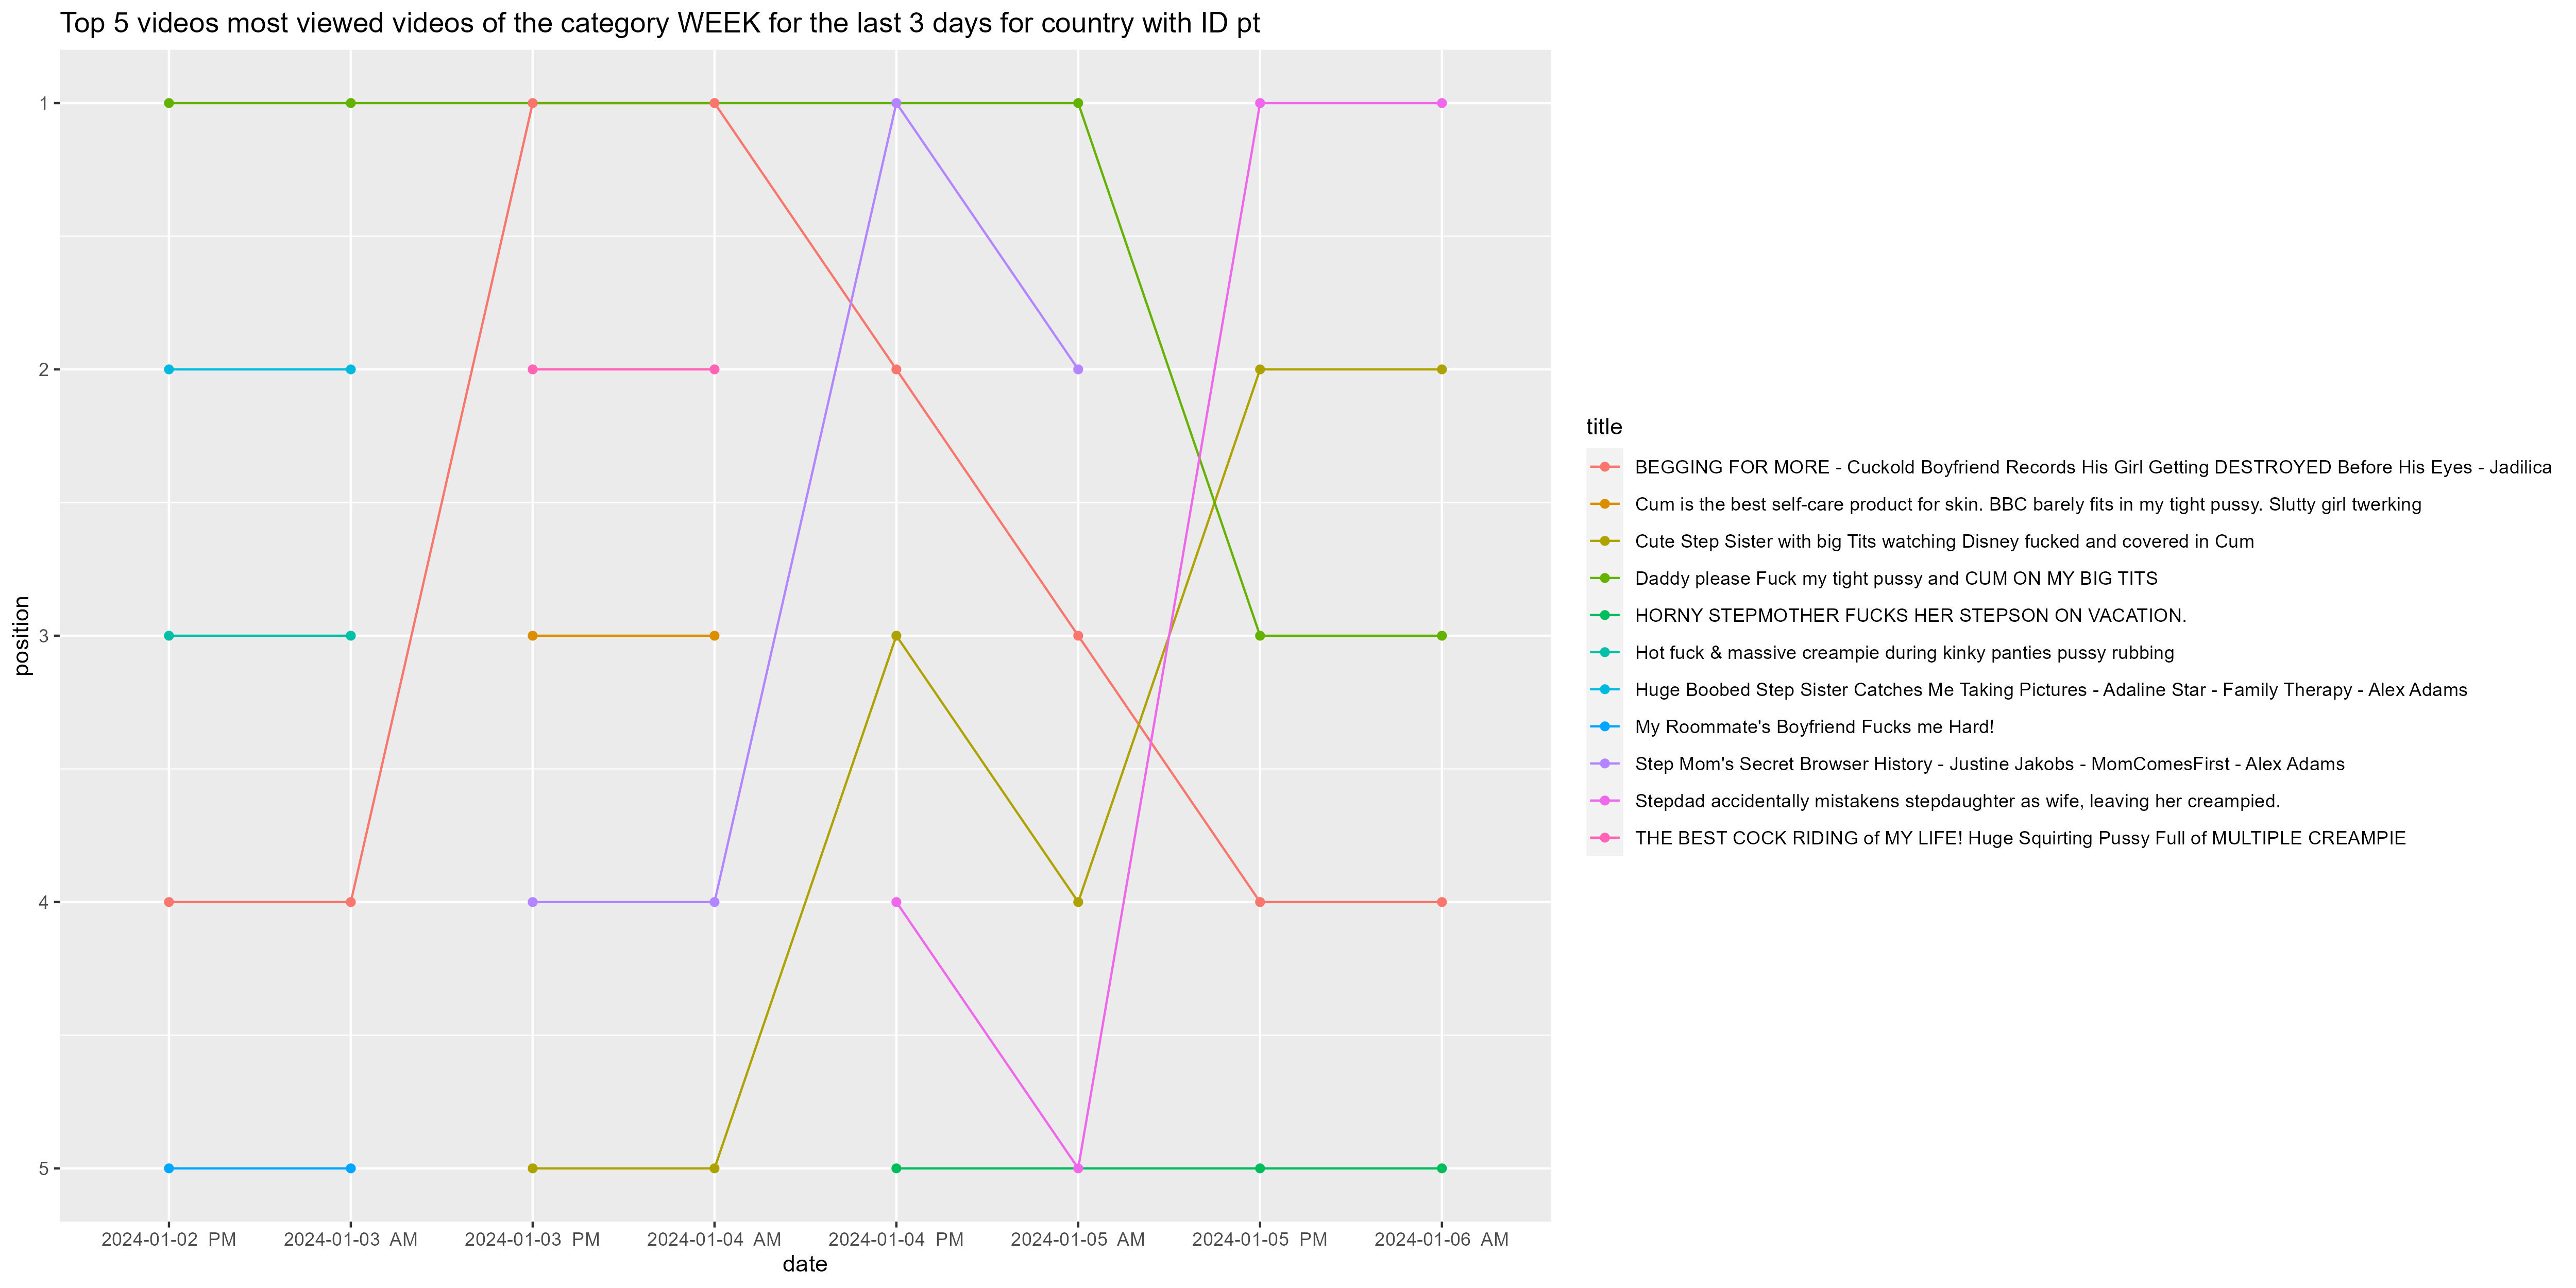 Top 5 videos most viewed videos of the category WEEK for the last 3 days for country with ID pt
position
1
2
3
4
5
2024-01-02 PM
2024-01-03 AM
2024-01-03 PM
2024-01-04 AM
2024-01-04 PM
2024-01-05 AM
2024-01-05 PM
2024-01-06 AM
date
title
BEGGING FOR MORE - Cuckold Boyfriend Records His Girl Getting DESTROYED Before His Eyes - Jadilica
Cum is the best self-care product for skin. BBC barely fits in my tight pussy. Slutty girl twerking
Cute Step Sister with big Tits watching Disney fucked and covered in Cum
Daddy please Fuck my tight pussy and CUM ON MY BIG TITS
HORNY STEPMOTHER FUCKS HER STEPSON ON VACATION.
Hot fuck & massive creampie during kinky panties pussy rubbing
Huge Boobed Step Sister Catches Me Taking Pictures - Adaline Star - Family Therapy - Alex Adams
My Roommate's Boyfriend Fucks me Hard!
Step Mom's Secret Browser History - Justine Jakobs - MomComesFirst - Alex Adams
Stepdad accidentally mistakens stepdaughter as wife, leaving her creampied.
THE BEST COCK RIDING of MY LIFE! Huge Squirting Pussy Full of MULTIPLE CREAMPIE